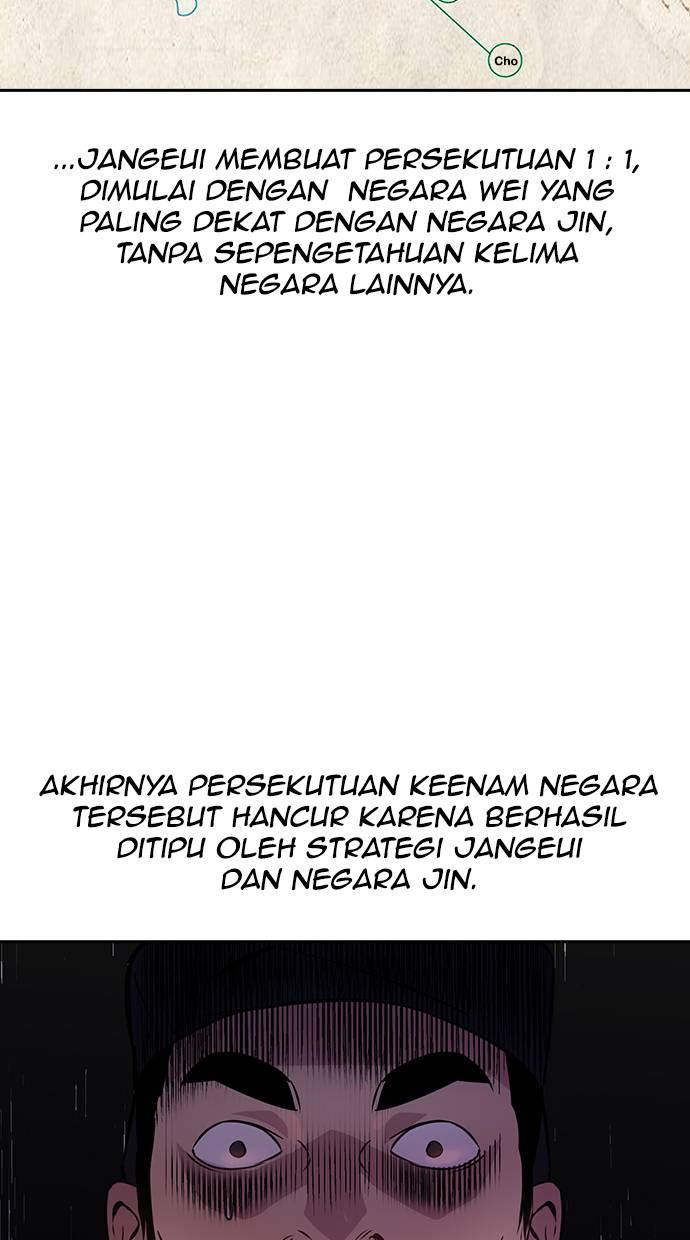 Cho
...JANGEUI MEMBUAT PERSEKUTUAN 1 : 1,
DIMULAI DENGAN NEGARA WEI YANG
PALING DEKAT DENGAN NEGARA JIN,
TANPA SEPENGETAHUAN KELIMA
NEGARA LAINNYA.
AKHIRNYA PERSEKUTUAN KEENAM NEGARA
TERSEBUT HANCUR KARENA BERHASIL
DITIPU OLEH STRATEGI JANGEUI
DAN NEGARA JIN.